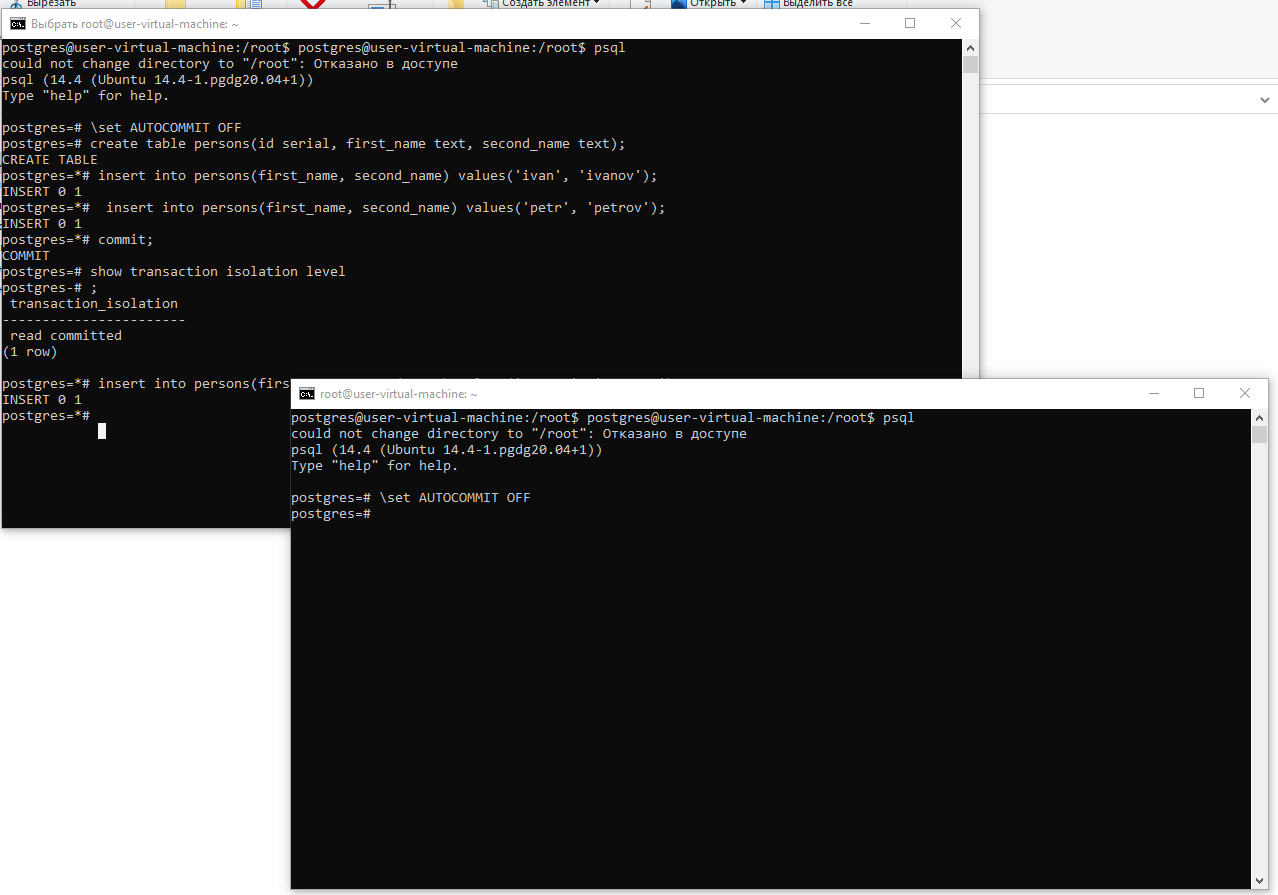 Вырезать
Создать элемент
Открыть
Выделить все
Выбрать root@user-virtual-machine: ~
postgres@user-virtual-machine:/root$ postgres@user-virtual-machine:/root$ psql
could not change directory to "/root": Отказано в доступе
psql (14.4 (Ubuntu 14.4-1.pgdg20.04+1))
Type "help" for help.
postgres=# \set AUTOCOMMIT OFF
postgres=# create table persons(id serial, first_name text, second_name text);
CREATE TABLE
postgres=*# insert into persons(first_name, second_name) values('ivan', 'ivanov');
INSERT 0 1
postgres=*#  insert into persons(first_name, second_name) values('petr', 'petrov');
INSERT 0 1
postgres=*# commit;
COMMIT
postgres=# show transaction isolation level
postgres-# ;
transaction_isolation
-----------------------
read committed
(1 row)
postgres=*# insert into persons(firs
INSERT 0 1
postgres=*#
root@user-virtual-machine: ~
postgres@user-virtual-machine:/root$ postgres@user-virtual-machine:/root$ psql
could not change directory to "/root": Отказано в доступе
psql (14.4 (Ubuntu 14.4-1.pgdg20.04+1))
Type "help" for help.
postgres=# \set AUTOCOMMIT OFF
postgres=#